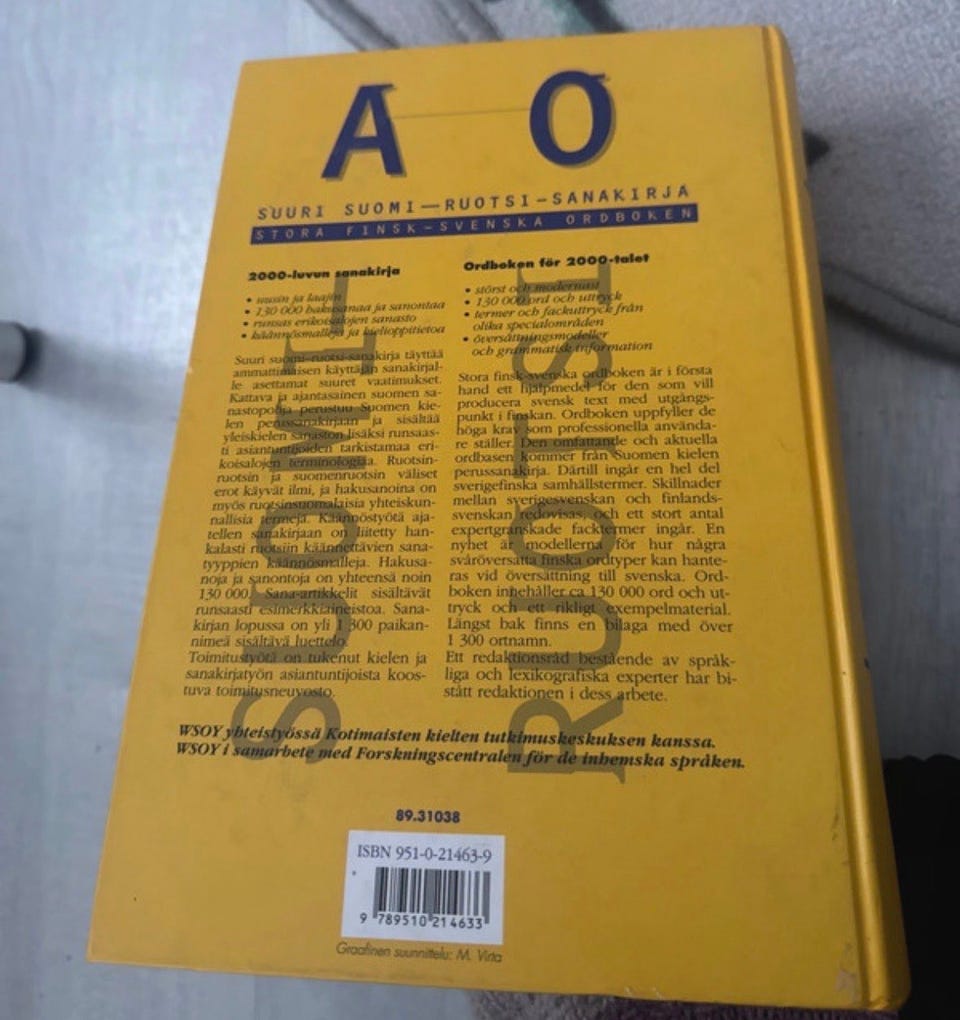 A — Ö
SUURI SUOMI—RUOTSI–SANAKIRJA
STORA FINSK–SVENSKA ORDBOKEN
2000-luvun sanakirja
• uusin ja laajin
• 130 000 hakusanaa ja sanontaa
• runsas erikoisalojen sanasto
• käännösmalleja ja kielioppitietoa
Suuri suomi–ruotsi-sanakirja täyttää
ammattimaisen käyttäjän sanakirjal-
le asettamat suuret vaatimukset.
Kattava ja ajantasainen suomen sa-
nastopohja perustuu Suomen kie-
len perussanakirjaan ja sisältää
yleiskielen sanaston lisäksi runsaas-
ti asiantuntijoiden tarkistamaa eri-
koisalojen terminologiaa. Ruotsin-
ruotsin ja suomenruotsin väliset
erot käyvät ilmi, ja hakusanoina on
myös ruotsinsuomalaisia yhteiskun-
nallisia termejä. Käännöstyötä aja-
tellen sanakirjaan on liitetty han-
kalasti ruotsiin käännettävien sana-
tyyppien käännösmalleja. Hakusa-
noja ja sanontoja on yhteensä noin
130 000. Sana-artikkelit sisältävät
runsaasti esimerkkiaineistoa. Sana-
kirjan lopussa on yli 1 300 paikan-
nimeä sisältävä luettelo.
Toimitustyötä on tukenut kielen ja
sanakirjatyön asiantuntijoista koos-
tuva toimitusneuvosto.
Ordboken för 2000-talet
• störst och modernast
• 130 000 ord och uttryck
• termer och fackuttryck från
olika specialområden
• översättningsmodeller
och grammatisk information
Stora finsk-svenska ordboken är i första
hand ett hjälpmedel för den som vill
producera svensk text med utgångs-
punkt i finskan. Ordboken uppfyller de
höga krav som professionella använda-
re ställer. Den omfattande och aktuella
ordbasen kommer från Suomen kielen
perussanakirja. Därtill ingår en hel del
sverigefinska samhällstermer. Skillnader
mellan sverigesvenskan och finlands-
svenskan redovisas, och ett stort antal
expertgranskade facktermer ingår. En
nyhet är modellerna för hur några
svåröversatta finska ordtyper kan hante-
ras vid översättning till svenska. Ord-
boken innehåller ca 130 000 ord och ut-
tryck och ett rikligt exempelmaterial.
Längst bak finns en bilaga med över
1 300 ortnamn.
Ett redaktionsråd bestående av språk-
liga och lexikografiska experter har bi-
stått redaktionen i dess arbete.
SUOMI–
RUOTSI
WSOY yhteistyössä Kotimaisten kielten tutkimuskeskuksen kanssa.
WSOY i samarbete med Forskningscentralen för de inhemska språken.
89.31038
ISBN 951-0-21463-9
9 789510 214633
Graafinen suunnittelu: M. Virta